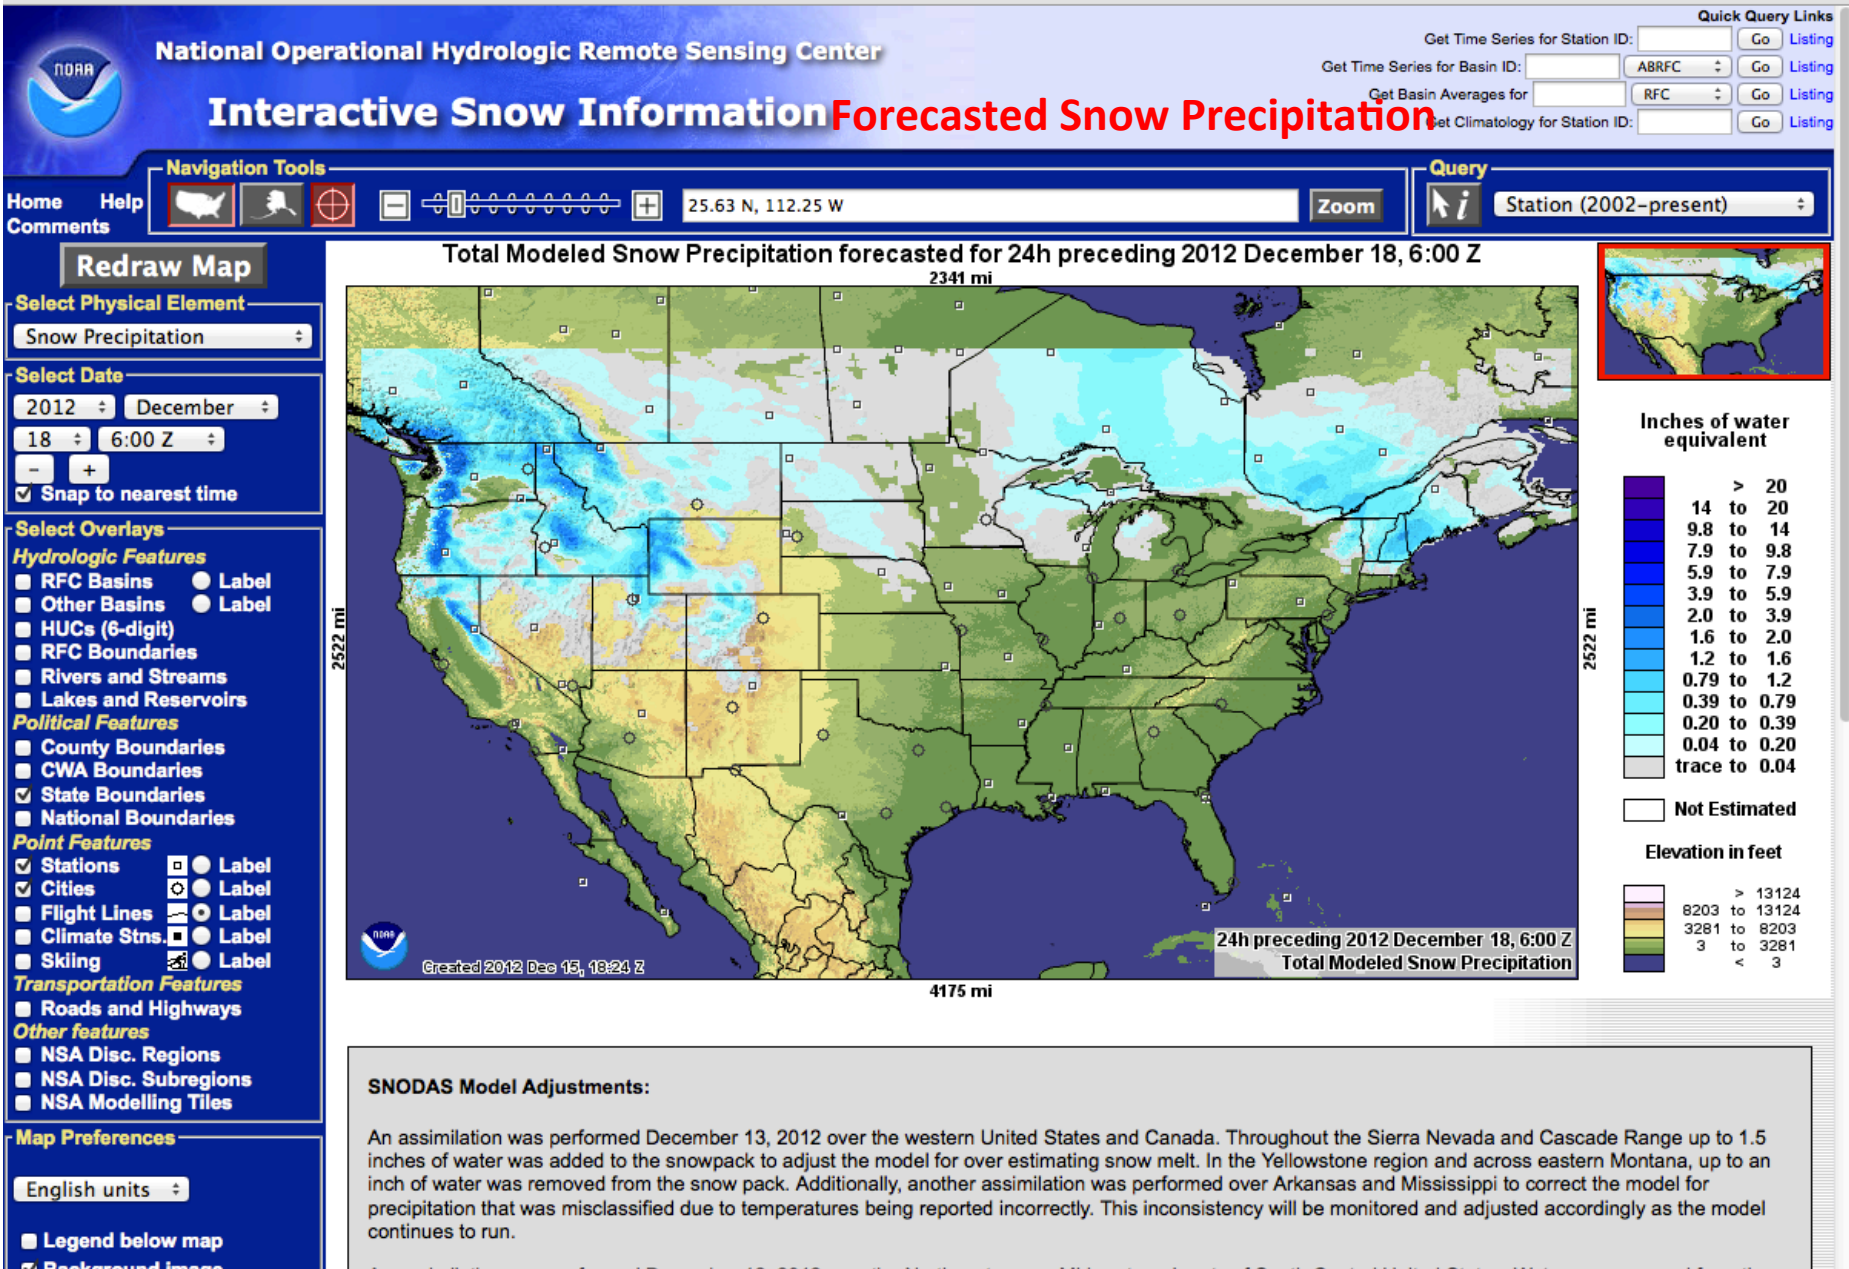 NOAA
National Operational Hydrologic Remote Sensing Center
Interactive Snow Information
Forecasted Snow Precipitation
Quick Query Links
Get Time Series for Station ID: Go Listing
Get Time Series for Basin ID: ABRFC Go Listing
Get Basin Averages for RFC Go Listing
Get Climatology for Station ID: Go Listing
Home Help
Comments
Navigation Tools
25.63 N, 112.25 W
Zoom
Query
Station (2002-present)
Redraw Map
Select Physical Element
Snow Precipitation
Select Date
2012 December
18 6:00 Z
- +
Snap to nearest time
Select Overlays
Hydrologic Features
RFC Basins Label
Other Basins Label
HUCs (6-digit)
RFC Boundaries
Rivers and Streams
Lakes and Reservoirs
Political Features
County Boundaries
CWA Boundaries
State Boundaries
National Boundaries
Point Features
Stations Label
Cities Label
Flight Lines Label
Climate Stns. Label
Skiing Label
Transportation Features
Roads and Highways
Other features
NSA Disc. Regions
NSA Disc. Subregions
NSA Modelling Tiles
Map Preferences
English units
Legend below map
Background image
Total Modeled Snow Precipitation forecasted for 24h preceding 2012 December 18, 6:00 Z
2341 mi
2522 mi
2522 mi
NOAA
Created 2012 Dec 15, 18:24 Z
24h preceding 2012 December 18, 6:00 Z
Total Modeled Snow Precipitation
4175 mi
Inches of water
equivalent
> 20
14 to 20
9.8 to 14
7.9 to 9.8
5.9 to 7.9
3.9 to 5.9
2.0 to 3.9
1.6 to 2.0
1.2 to 1.6
0.79 to 1.2
0.39 to 0.79
0.20 to 0.39
0.04 to 0.20
trace to 0.04
Not Estimated
Elevation in feet
> 13124
8203 to 13124
3281 to 8203
3 to 3281
< 3
SNODAS Model Adjustments:
An assimilation was performed December 13, 2012 over the western United States and Canada. Throughout the Sierra Nevada and Cascade Range up to 1.5
inches of water was added to the snowpack to adjust the model for over estimating snow melt. In the Yellowstone region and across eastern Montana, up to an
inch of water was removed from the snow pack. Additionally, another assimilation was performed over Arkansas and Mississippi to correct the model for
precipitation that was misclassified due to temperatures being reported incorrectly. This inconsistency will be monitored and adjusted accordingly as the model
continues to run.